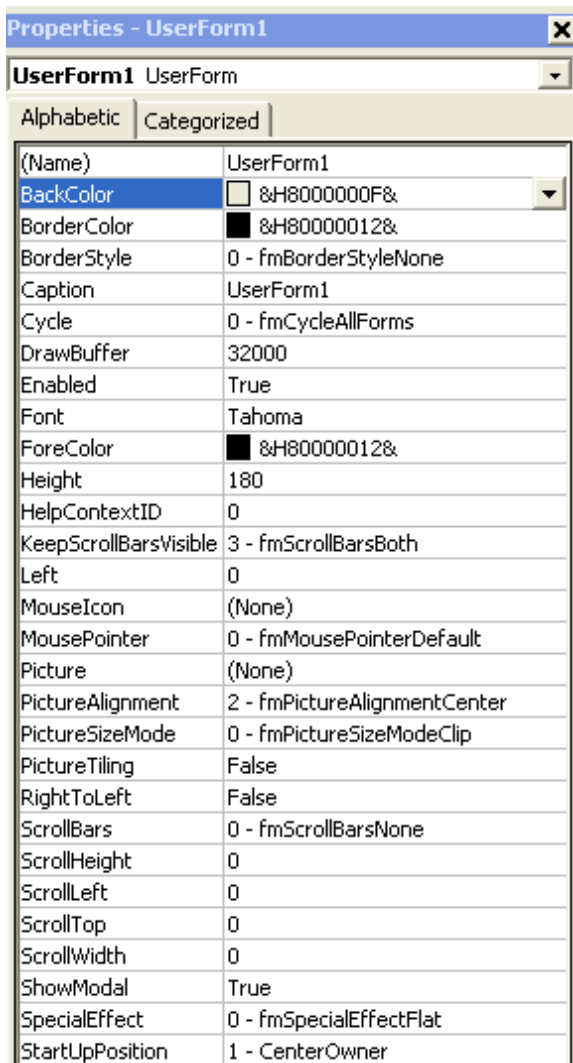 Properties - UserForm1
UserForm1 UserForm
Alphabetic Categorized
(Name) UserForm1
BackColor &H8000000F&
BorderColor &H80000012&
BorderStyle 0 - fmBorderStyleNone
Caption UserForm1
Cycle 0 - fmCycleAllForms
DrawBuffer 32000
Enabled True
Font Tahoma
ForeColor &H80000012&
Height 180
HelpContextID 0
KeepScrollBarsVisible 3 - fmScrollBarsBoth
Left 0
MouseIcon (None)
MousePointer 0 - fmMousePointerDefault
Picture (None)
PictureAlignment 2 - fmPictureAlignmentCenter
PictureSizeMode 0 - fmPictureSizeModeClip
PictureTiling False
RightToLeft False
ScrollBars 0 - fmScrollBarsNone
ScrollHeight 0
ScrollLeft 0
ScrollTop 0
ScrollWidth 0
ShowModal True
SpecialEffect 0 - fmSpecialEffectFlat
StartUpPosition 1 - CenterOwner